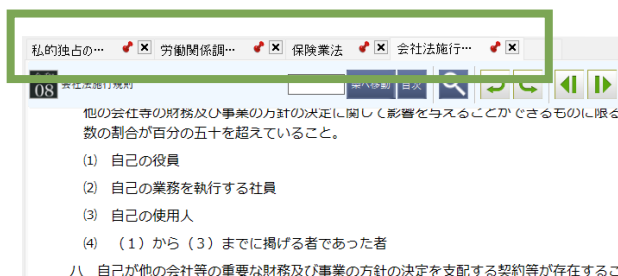 私的独占の… 労働関係調… 保険業法 会社法施行…
08 会社法施行規則 条へ移動 目次
他の会社等の財務及び事業の方針の決定に関して影響を与えることができるものに限る
数の割合が百分の五十を超えていること。
(1) 自己の役員
(2) 自己の業務を執行する社員
(3) 自己の使用人
(4) （1）から（3）までに掲げる者であった者
ハ 自己が他の会社等の重要な財務及び事業の方針の決定を支配する契約等が存在するこ